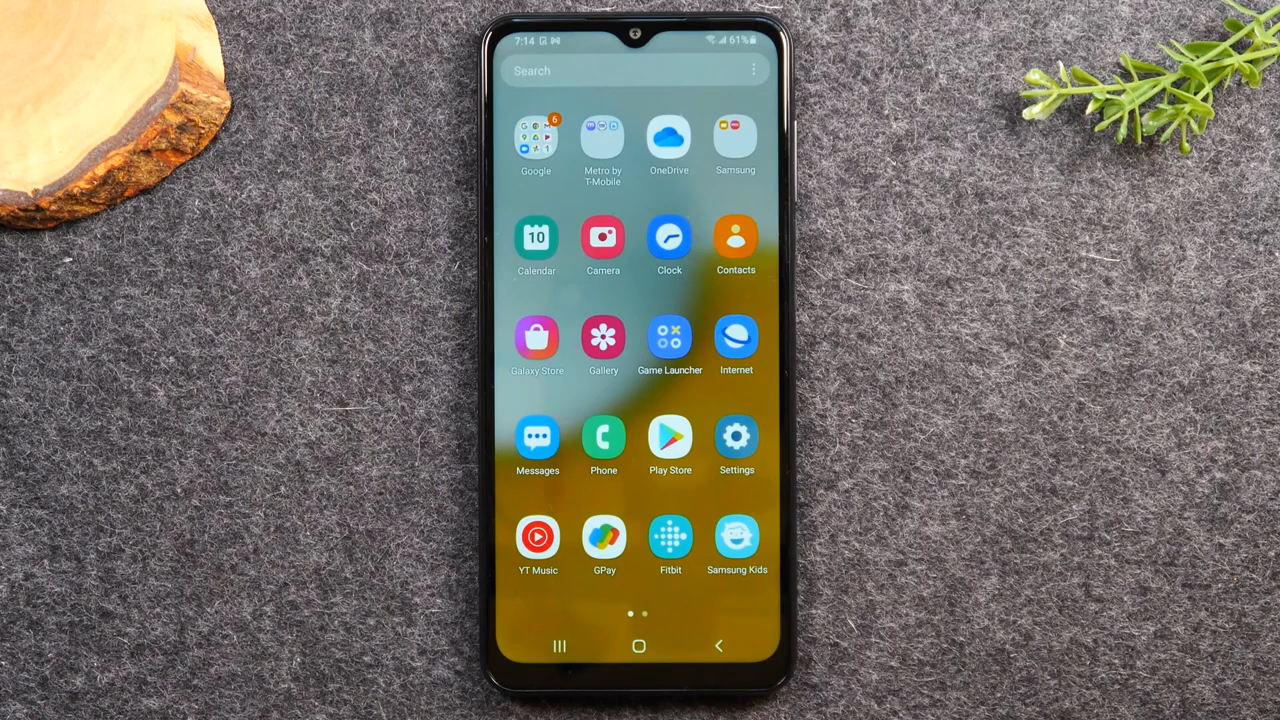 7:14 61%
Search
6
Google Metro by T-Mobile OneDrive Samsung
10
Calendar Camera Clock Contacts
Galaxy Store Gallery Game Launcher Internet
Messages Phone Play Store Settings
YT Music GPay Fitbit Samsung Kids